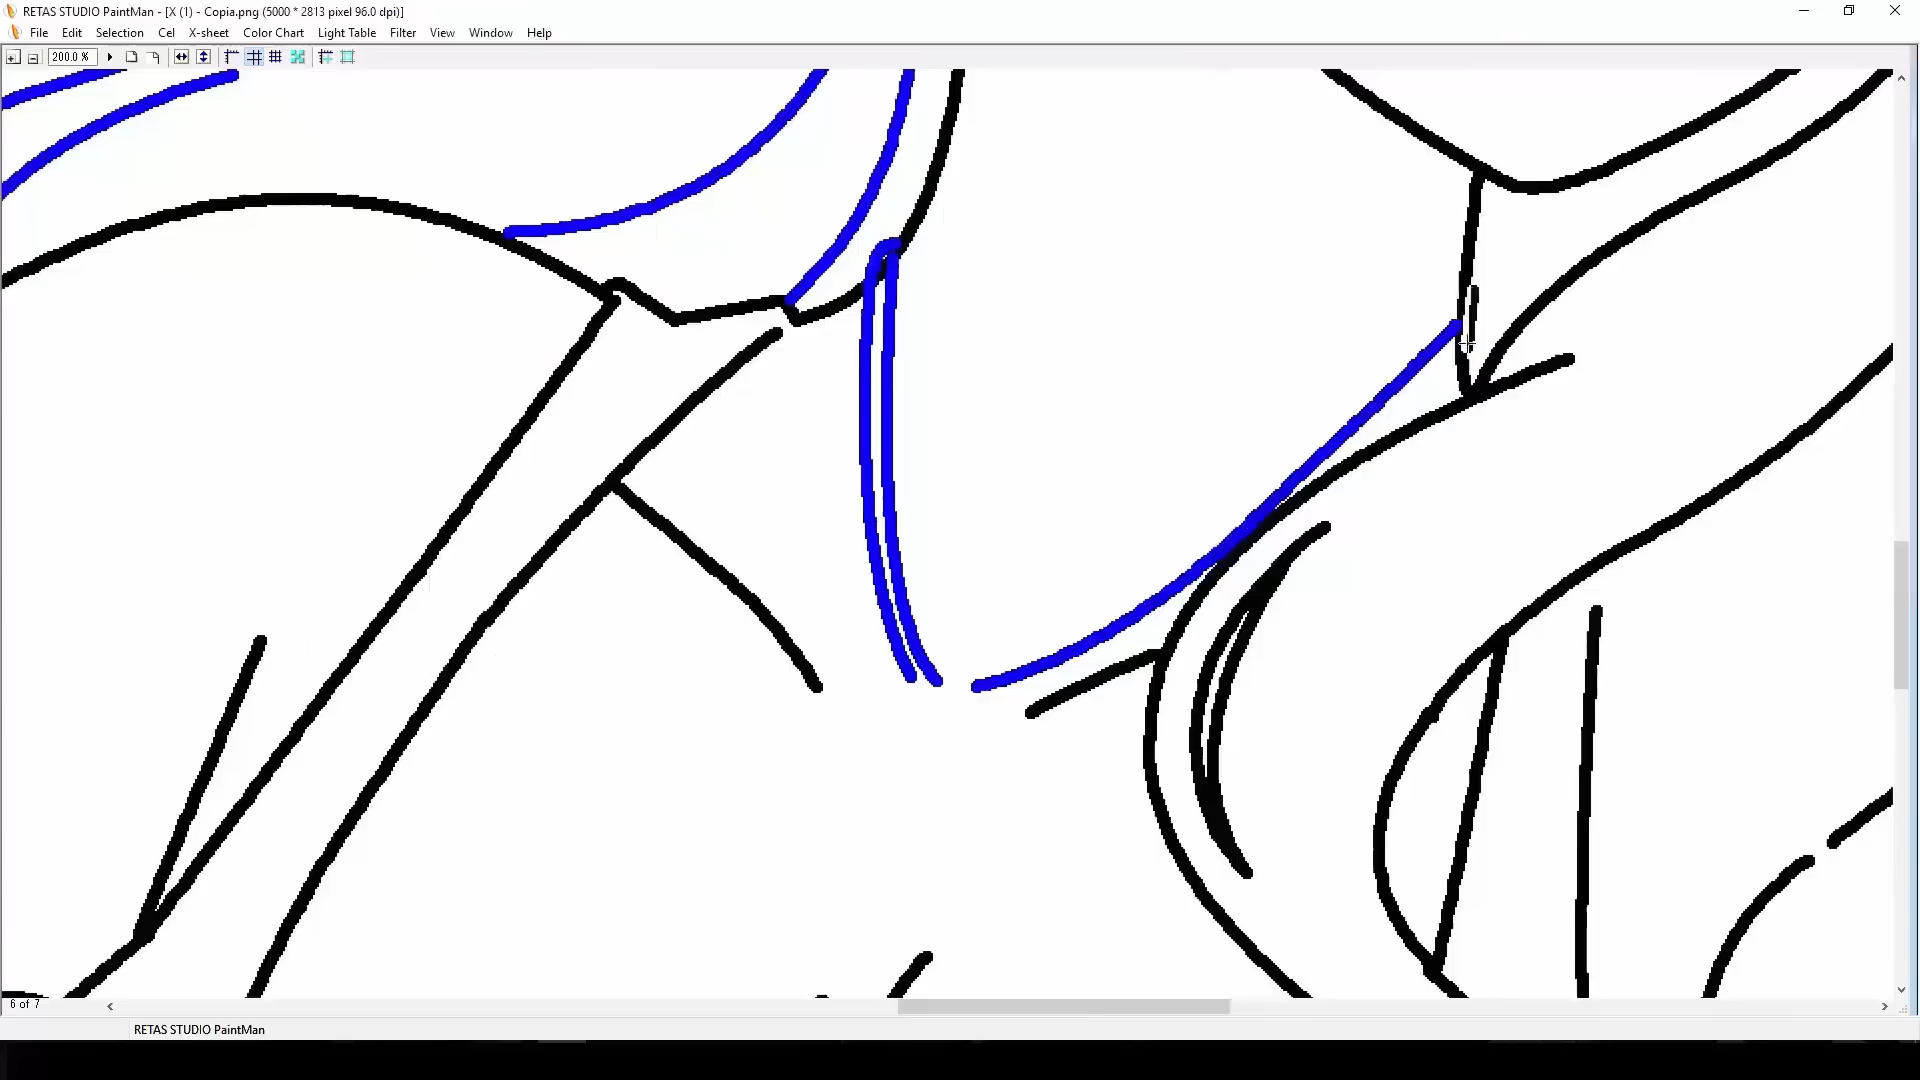 RETAS STUDIO PaintMan - [X (1) - Copia.png (5000 * 2813 pixel 96.0 dpi)]
File Edit Selection Cel X-sheet Color Chart Light Table Filter View Window Help
200.0 %
6 of 7
RETAS STUDIO PaintMan